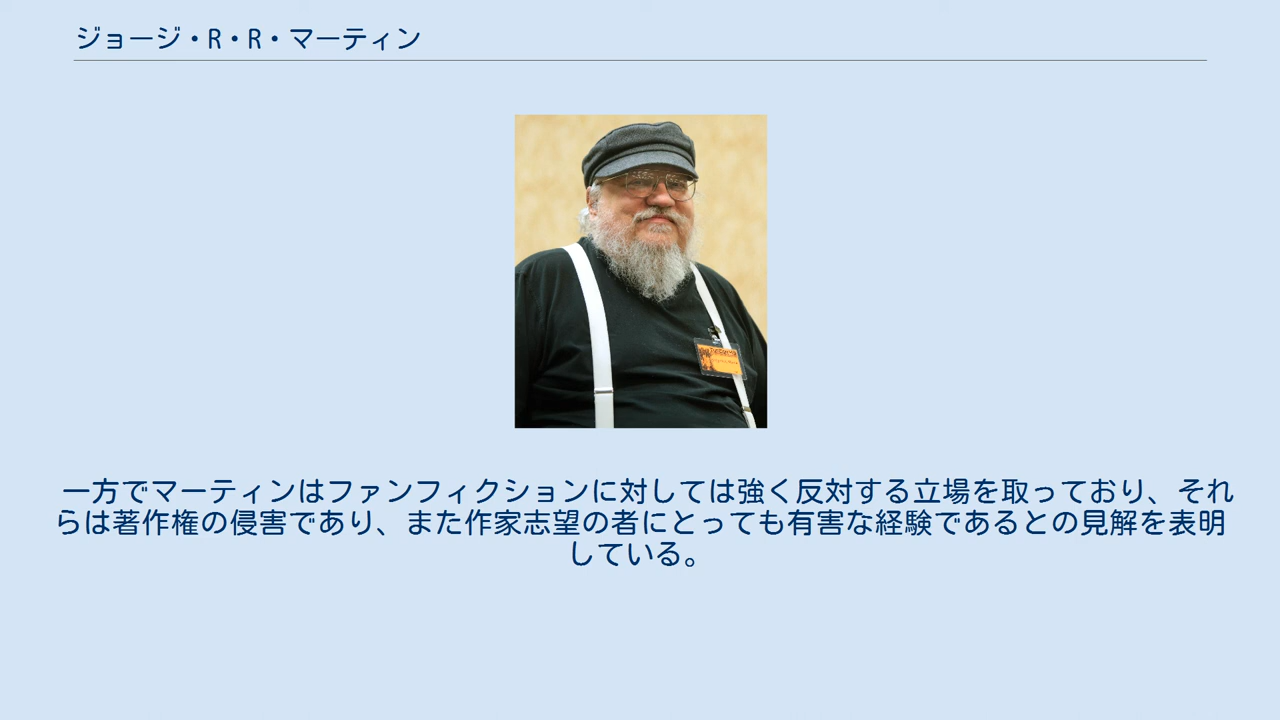 ジョージ・R・R・マーティン
一方でマーティンはファンフィクションに対しては強く反対する立場を取っており、それ
らは著作権の侵害であり、また作家志望の者にとっても有害な経験であるとの見解を表明
している。